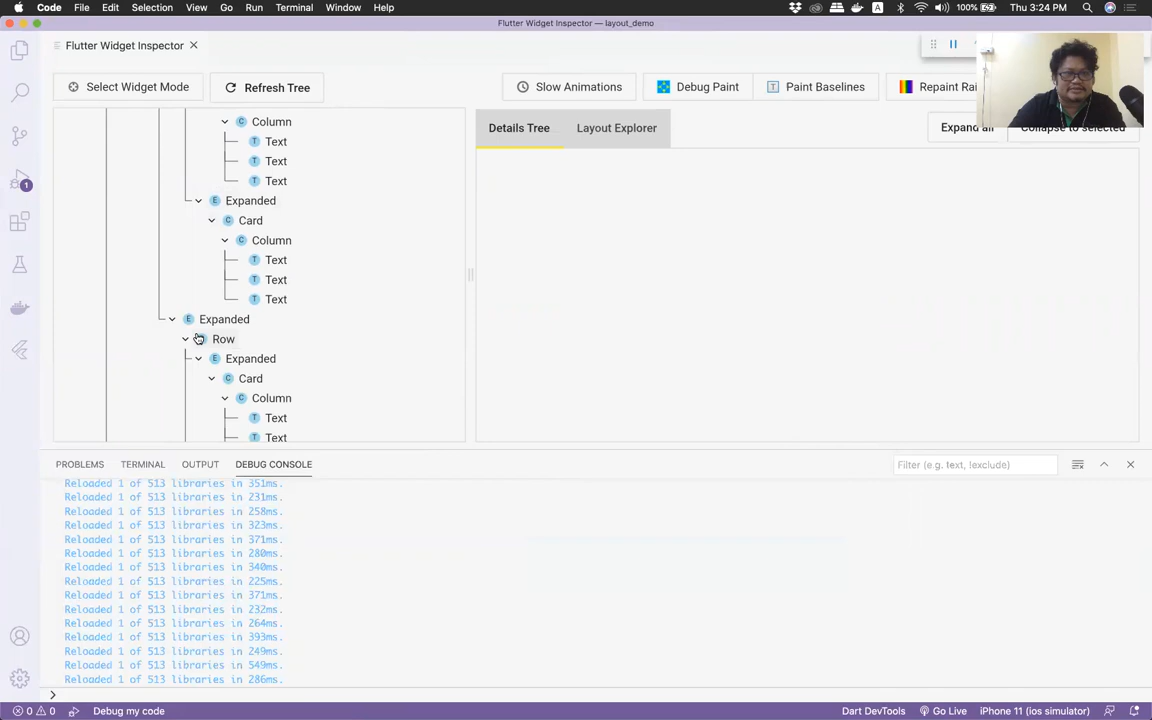 Code File Edit Selection View Go Run Terminal Window Help
A 100% Thu 3:24 PM
Flutter Widget Inspector — layout_demo
Flutter Widget Inspector
Select Widget Mode
Refresh Tree
Slow Animations
Debug Paint
Paint Baselines
Repaint
Details Tree
Layout Explorer
Expand all
Collapse to selected
C Column
T Text
T Text
T Text
E Expanded
C Card
C Column
T Text
T Text
T Text
E Expanded
Row
E Expanded
C Card
C Column
T Text
T Text
1
PROBLEMS TERMINAL OUTPUT DEBUG CONSOLE
Filter (e.g. text, !exclude)
Reloaded 1 of 513 libraries in 351ms.
Reloaded 1 of 513 libraries in 231ms.
Reloaded 1 of 513 libraries in 258ms.
Reloaded 1 of 513 libraries in 323ms.
Reloaded 1 of 513 libraries in 371ms.
Reloaded 1 of 513 libraries in 280ms.
Reloaded 1 of 513 libraries in 340ms.
Reloaded 1 of 513 libraries in 225ms.
Reloaded 1 of 513 libraries in 371ms.
Reloaded 1 of 513 libraries in 232ms.
Reloaded 1 of 513 libraries in 264ms.
Reloaded 1 of 513 libraries in 393ms.
Reloaded 1 of 513 libraries in 249ms.
Reloaded 1 of 513 libraries in 549ms.
Reloaded 1 of 513 libraries in 286ms.
>
0 0 Debug my code
Dart DevTools Go Live iPhone 11 (ios simulator)